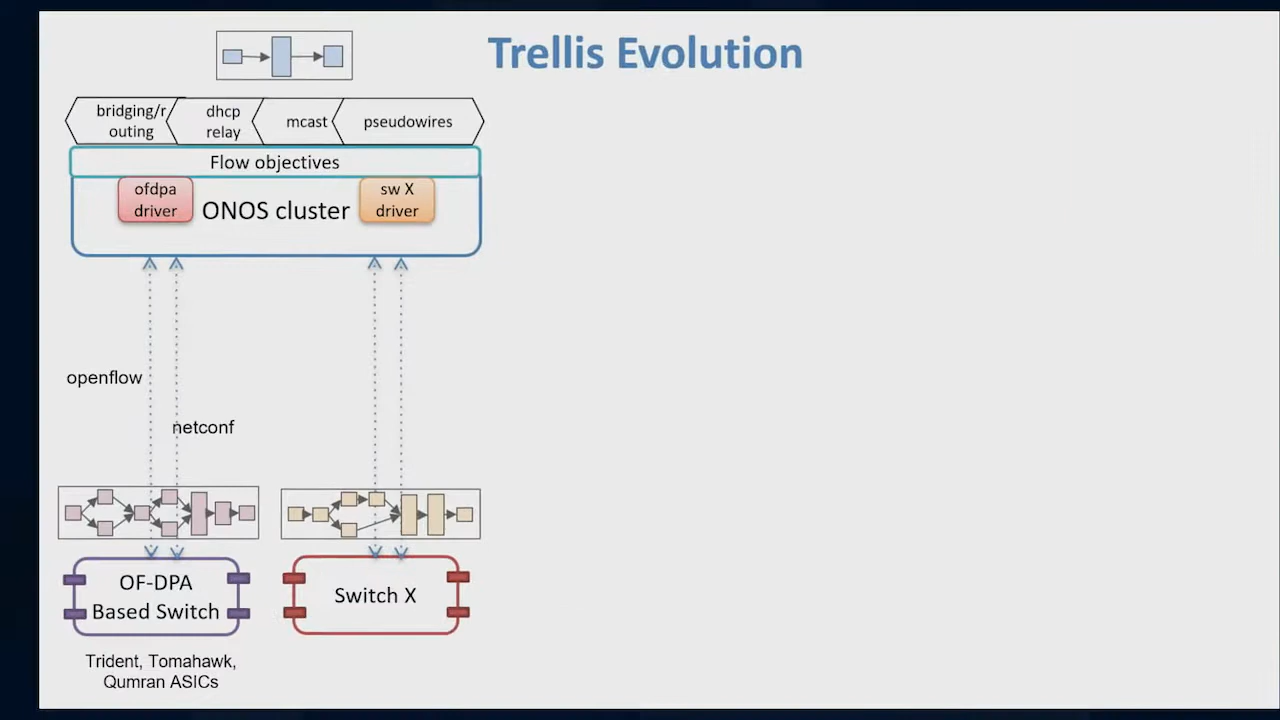 Trellis Evolution
bridging/r
outing
dhcp
relay
mcast
pseudowires
Flow objectives
ofdpa
driver
ONOS cluster
sw X
driver
openflow
netconf
OF-DPA
Based Switch
Switch X
Trident, Tomahawk,
Qumran ASICs